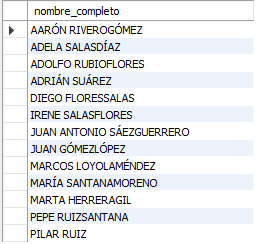 nombre_completo
AARÓN RIVEROGÓMEZ
ADELA SALASDÍAZ
ADOLFO RUBIOFLORES
ADRIÁN SUÁREZ
DIEGO FLORESSALAS
IRENE SALASFLORES
JUAN ANTONIO SÁEZGUERRERO
JUAN GÓMEZLÓPEZ
MARCOS LOYOLAMÉNDEZ
MARÍA SANTANAMORENO
MARTA HERRERAGIL
PEPE RUIZSANTANA
PILAR RUIZ